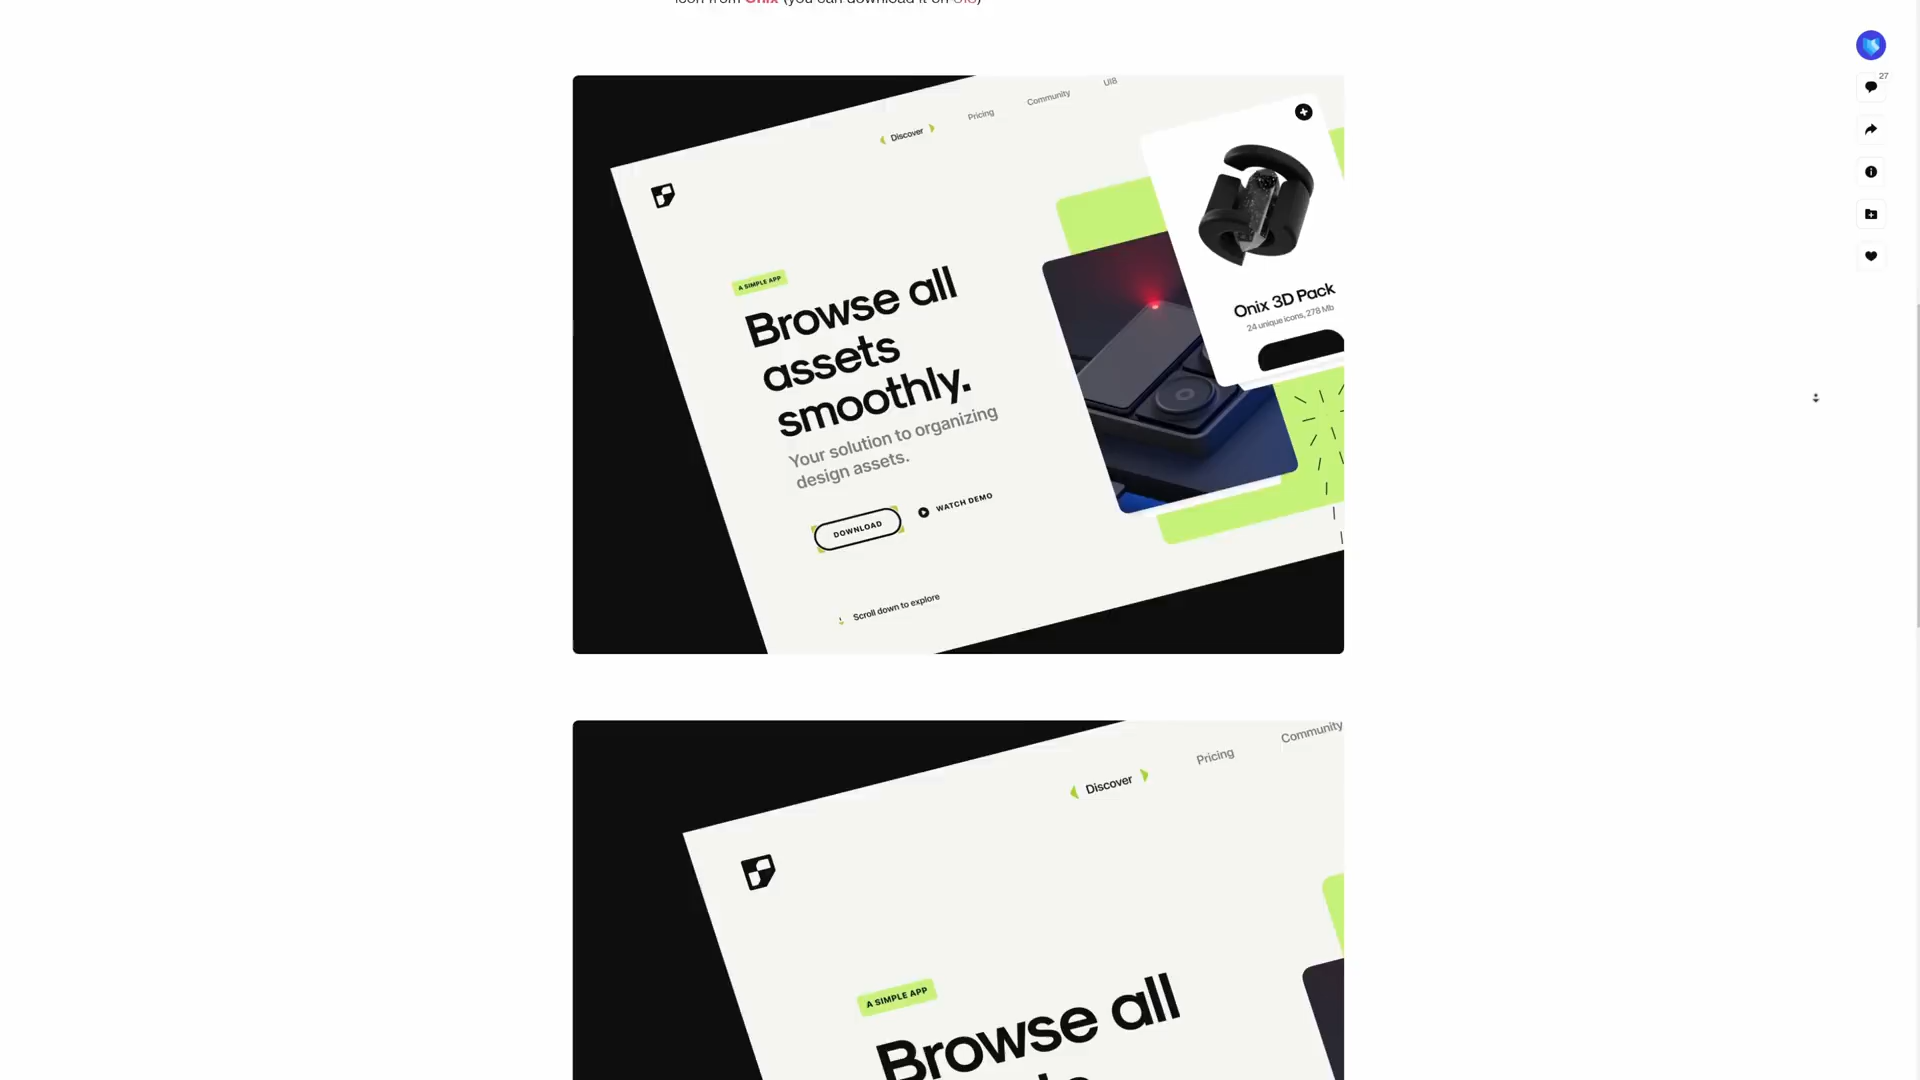 icon from Onix (you can download it on UI8)
27
UI8
Community
Pricing
Discover
A SIMPLE APP
Browse all
assets
smoothly.
Your solution to organizing
design assets.
DOWNLOAD
WATCH DEMO
Scroll down to explore
Onix 3D Pack
24 unique icons, 278 Mb
Community
Pricing
Discover
A SIMPLE APP
Browse all